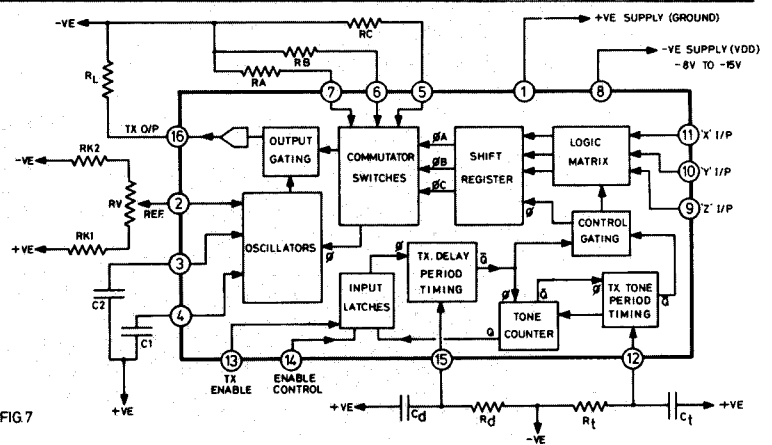 -VE
RC
RB
RA
RL
+VE SUPPLY (GROUND)
-VE SUPPLY (VDD)
-8V TO -15V
7
6
5
1
8
TX O/P
16
OUTPUT
GATING
COMMUTATOR
SWITCHES
ØA
ØB
ØC
SHIFT
REGISTER
LOGIC
MATRIX
11
'X' I/P
10
'Y' I/P
9
'Z' I/P
RK2
-VE
RV
REF.
2
RK1
+VE
OSCILLATORS
Ø
Ø
CONTROL
GATING
3
C2
4
C1
INPUT
LATCHES
Ø
TX. DELAY
PERIOD
TIMING
Q̄
Ø
Q̄
TONE
COUNTER
Q
Ø
TX TONE
PERIOD
TIMING
Q̄
13
TX
ENABLE
14
ENABLE
CONTROL
15
12
+VE
FIG.7
+VE
Cd
Rd
-VE
Rt
Ct
+VE